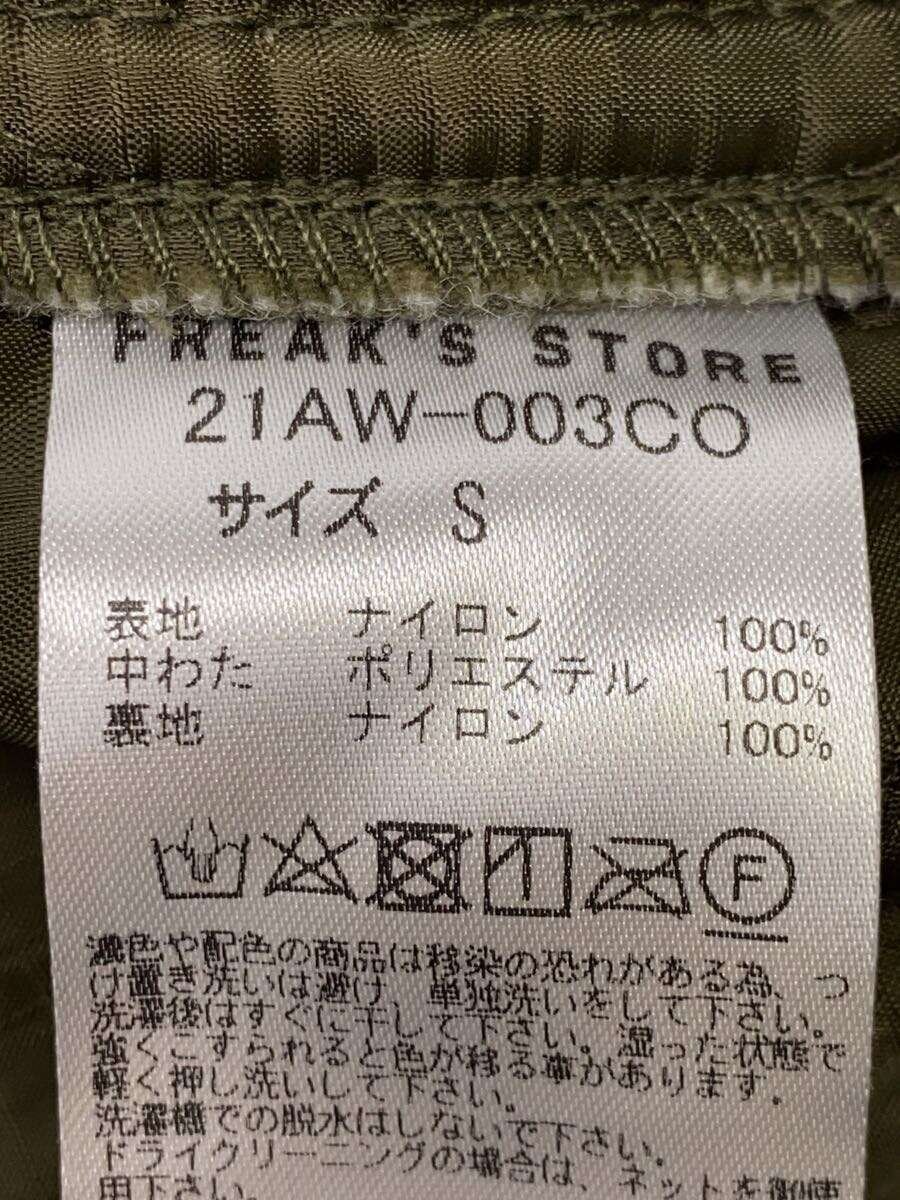 FREAK'S STORE
21AW-003CO
サイズ S
表地 ナイロン 100%
中わた ポリエステル 100%
裏地 ナイロン 100%
F
濃色や配色の商品は移染の恐れがある為、つ
け置き洗いは避け、単独洗いをして下さい。
洗濯後はすぐに干して下さい。湿った状態で
強くこすられると色が移る事があります。
軽く押し洗いして下さい。
洗濯機での脱水はしないで下さい。
ドライクリーニングの場合は、ネットを御使
用下さい。